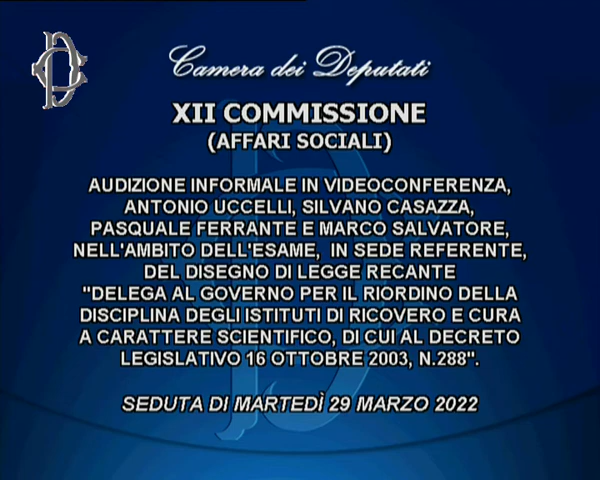 Camera dei Deputati
XII COMMISSIONE
(AFFARI SOCIALI)
AUDIZIONE INFORMALE IN VIDEOCONFERENZA,
ANTONIO UCCELLI, SILVANO CASAZZA,
PASQUALE FERRANTE E MARCO SALVATORE,
NELL'AMBITO DELL'ESAME, IN SEDE REFERENTE,
DEL DISEGNO DI LEGGE RECANTE
"DELEGA AL GOVERNO PER IL RIORDINO DELLA
DISCIPLINA DEGLI ISTITUTI DI RICOVERO E CURA
A CARATTERE SCIENTIFICO, DI CUI AL DECRETO
LEGISLATIVO 16 OTTOBRE 2003, N.288".
SEDUTA DI MARTEDÌ 29 MARZO 2022